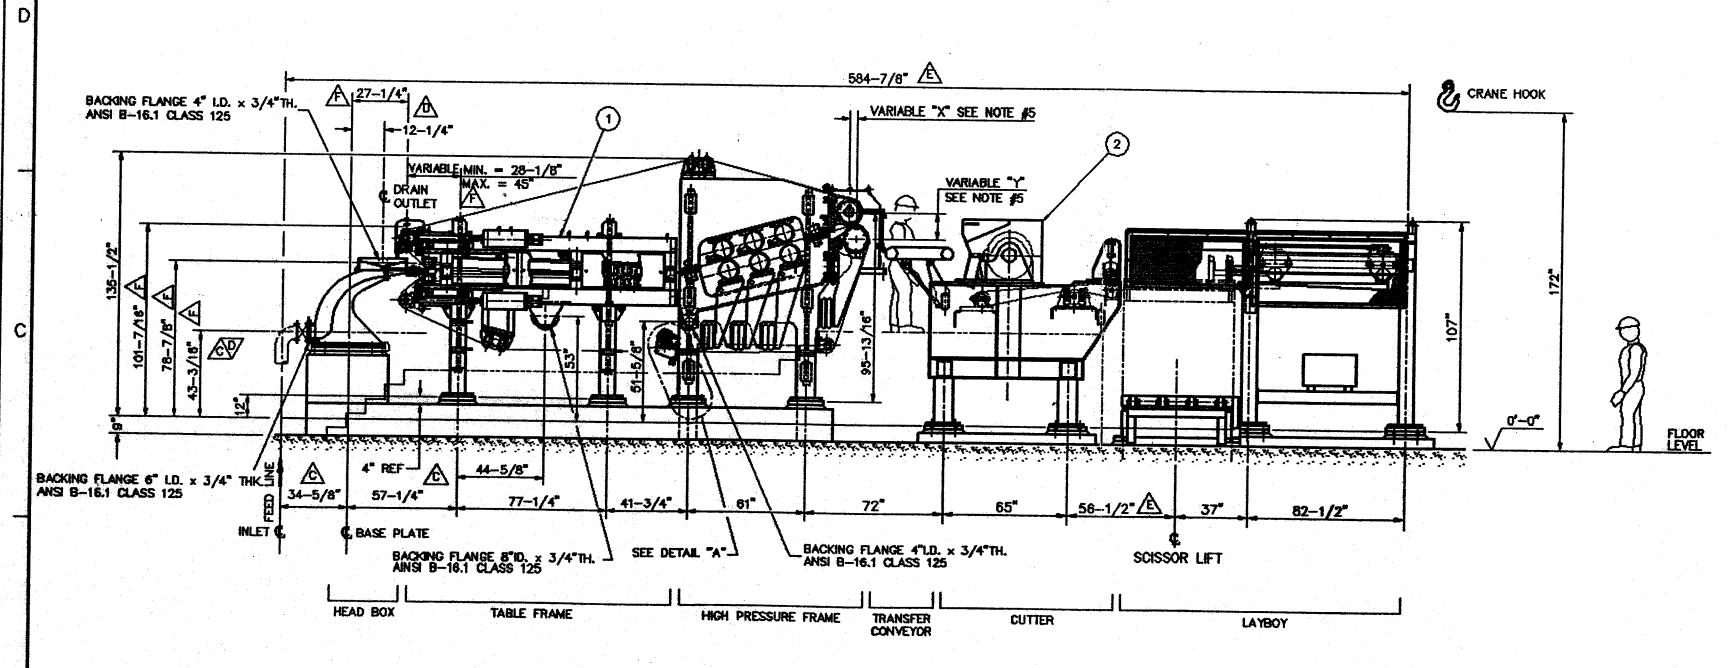 D
584-7/8" E
BACKING FLANGE 4" I.D. x 3/4"TH.
ANSI B-16.1 CLASS 125
F
27-1/4"
D
12-1/4"
1
VARIABLE "X" SEE NOTE #5
CRANE HOOK
2
VARIABLE MIN. = 28-1/8"
MAX. = 45"
F
DRAIN
OUTLET
VARIABLE "Y"
SEE NOTE #5
135-1/2"
101-7/16"
F
78-7/8"
F
43-3/16"
F
C D
12"
9"
C
53"
51-5/8"
95-13/16"
107"
172"
0'-0"
FLOOR
LEVEL
BACKING FLANGE 6" I.D. x 3/4" THK.
ANSI B-16.1 CLASS 125
FEED LINE
INLET
C
4" REF
C
34-5/8"
57-1/4"
44-5/8"
77-1/4"
41-3/4"
61"
72"
65"
56-1/2" E
37"
82-1/2"
BASE PLATE
BACKING FLANGE 8"ID. x 3/4"TH.
AINSI B-16.1 CLASS 125
SEE DETAIL "A"
BACKING FLANGE 4"I.D. x 3/4"TH.
ANSI B-16.1 CLASS 125
SCISSOR LIFT
HEAD BOX
TABLE FRAME
HIGH PRESSURE FRAME
TRANSFER
CONVEYOR
CUTTER
LAYBOY